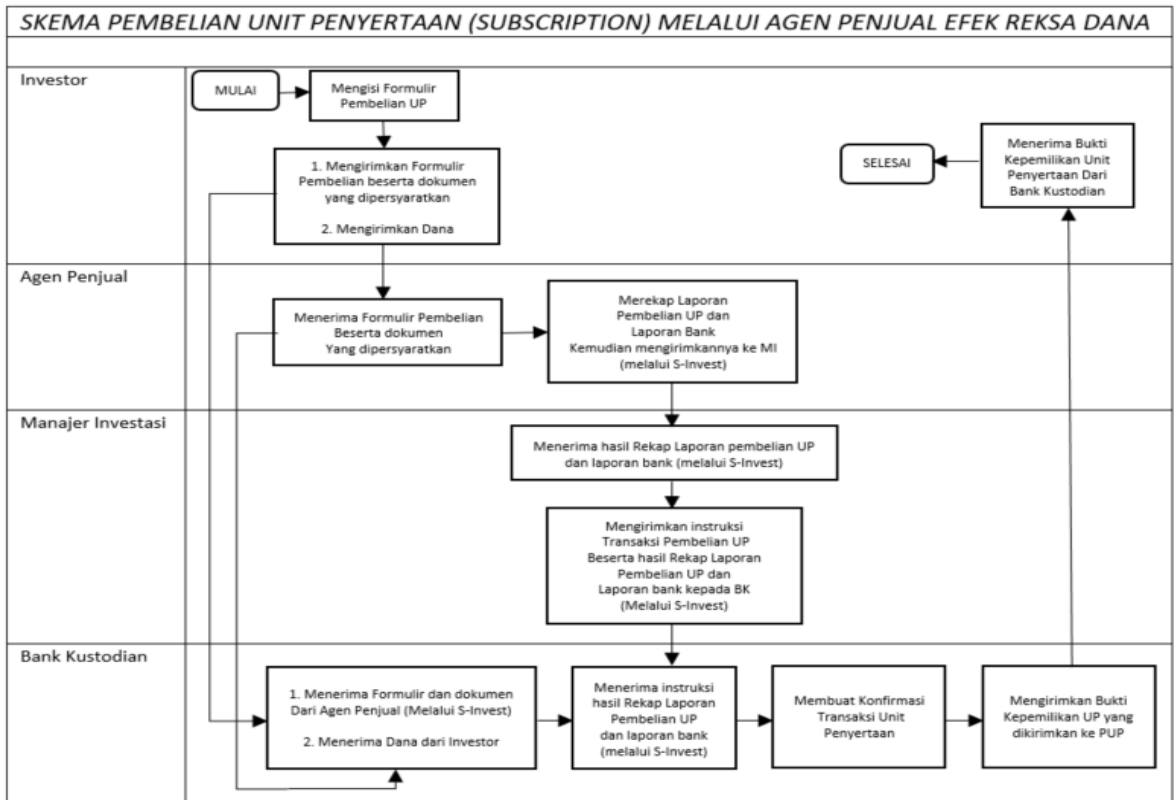 SKEMA PEMBELIAN UNIT PENYERTAAN (SUBSCRIPTION) MELALUI AGEN PENJUAL EFEK REKSA DANA
Investor
MULAI
Mengisi Formulir
Pembelian UP
1. Mengirimkan Formulir
Pembelian beserta dokumen
yang dipersyaratkan
2. Mengirimkan Dana
SELESAI
Menerima Bukti
Kepemilikan Unit
Penyertaan Dari
Bank Kustodian
Agen Penjual
Menerima Formulir Pembelian
Beserta dokumen
Yang dipersyaratkan
Merekap Laporan
Pembelian UP dan
Laporan Bank
Kemudian mengirimkannya ke MI
(melalui S-Invest)
Manajer Investasi
Menerima hasil Rekap Laporan pembelian UP
dan laporan bank (melalui S-Invest)
Mengirimkan instruksi
Transaksi Pembelian UP
Beserta hasil Rekap Laporan
Pembelian UP dan
Laporan bank kepada BK
(Melalui S-Invest)
Bank Kustodian
1. Menerima Formulir dan dokumen
Dari Agen Penjual (Melalui S-Invest)
2. Menerima Dana dari Investor
Menerima instruksi
hasil Rekap Laporan
Pembelian UP
dan laporan bank
(melalui S-Invest)
Membuat Konfirmasi
Transaksi Unit
Penyertaan
Mengirimkan Bukti
Kepemilikan UP yang
dikirimkan ke PUP